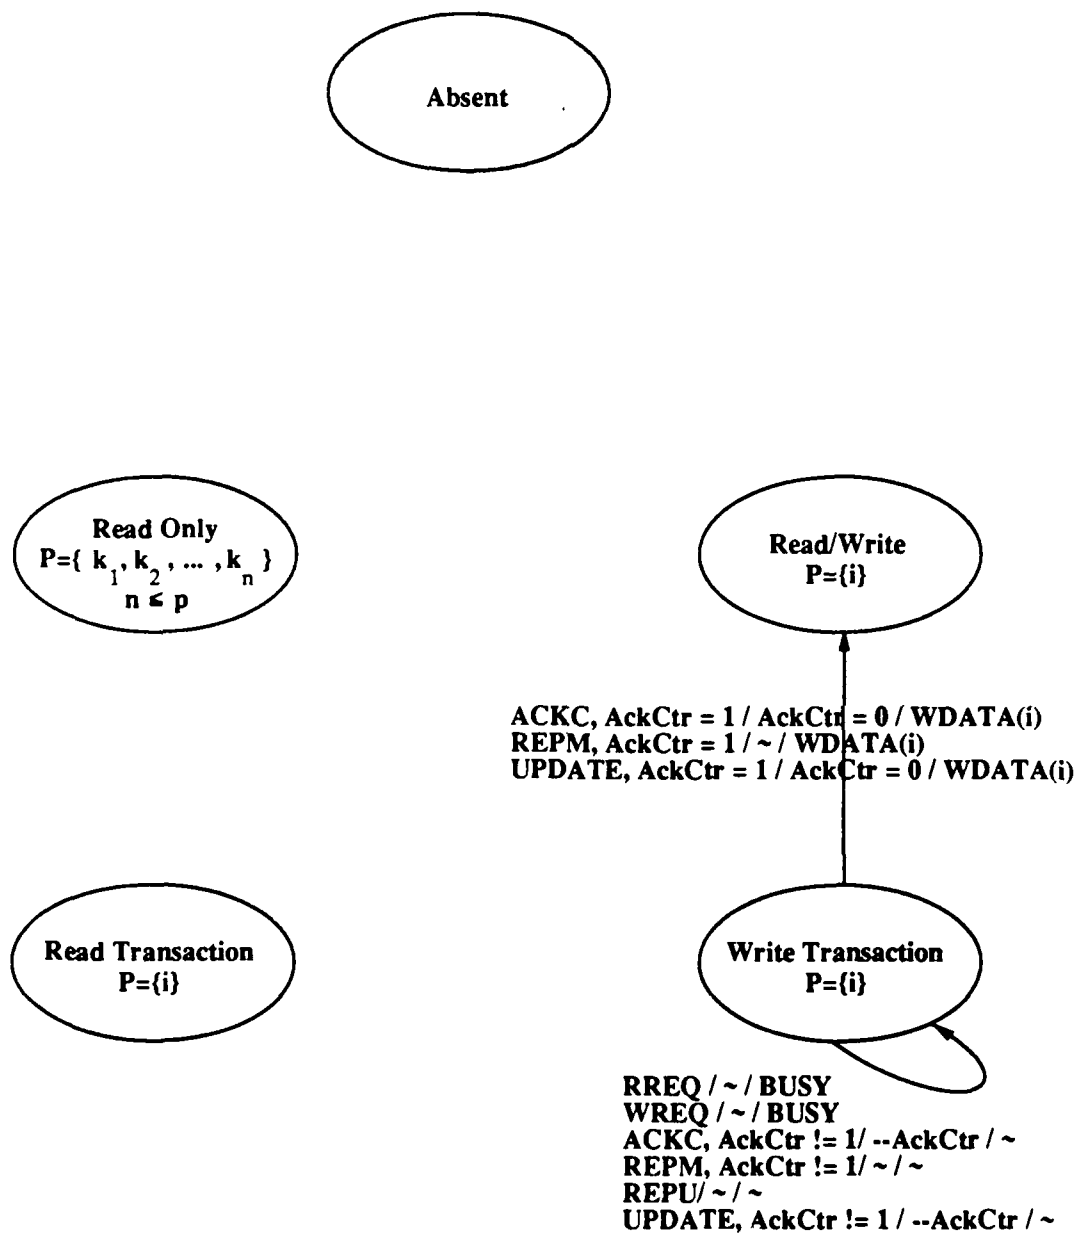 Absent
Read Only
P={ k1, k2 , ... , kn }
n ≤ p
Read/Write
P={i}
ACKC, AckCtr = 1 / AckCtr = 0 / WDATA(i)
REPM, AckCtr = 1 / ~ / WDATA(i)
UPDATE, AckCtr = 1 / AckCtr = 0 / WDATA(i)
Read Transaction
P={i}
Write Transaction
P={i}
RREQ / ~ / BUSY
WREQ / ~ / BUSY
ACKC, AckCtr != 1/ --AckCtr / ~
REPM, AckCtr != 1/ ~ / ~
REPU/ ~ / ~
UPDATE, AckCtr != 1 / --AckCtr / ~